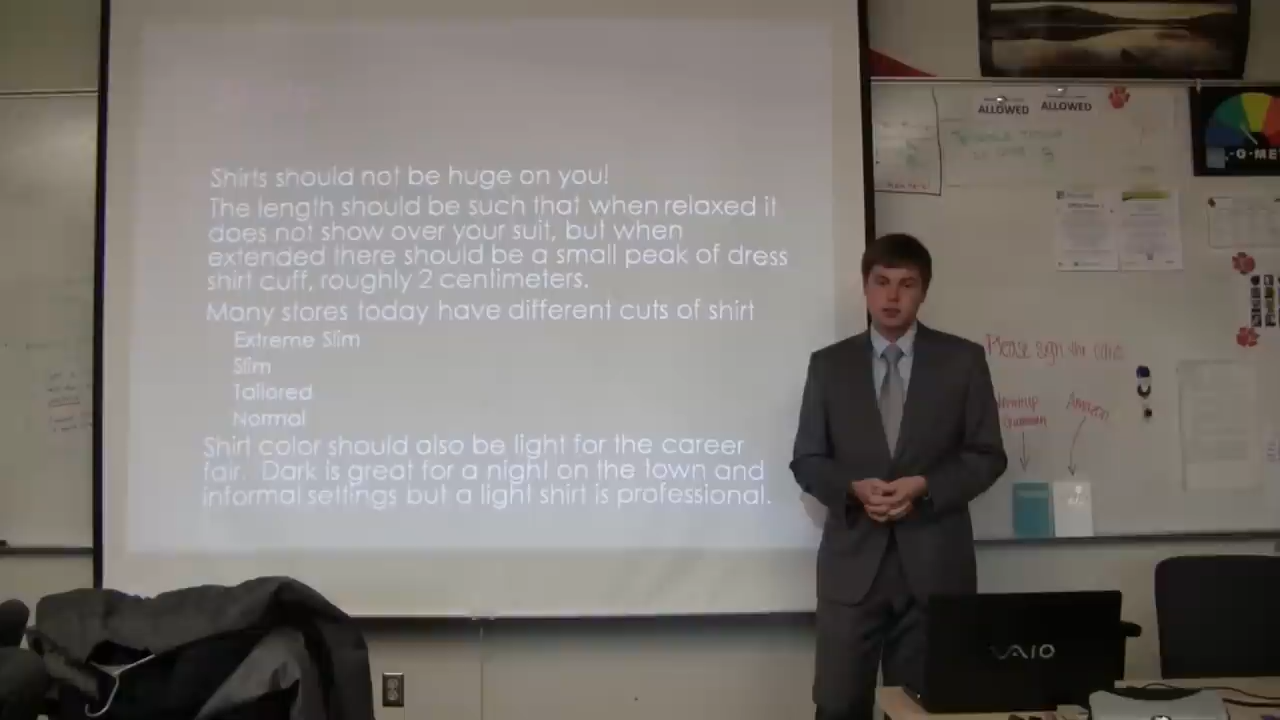 Shirts should not be huge on you!
The length should be such that when relaxed it
does not show over your suit, but when
extended there should be a small peak of dress
shirt cuff, roughly 2 centimeters.
Many stores today have different cuts of shirt
Extreme Slim
Slim
Tailored
Normal
Shirt color should also be light for the career
fair. Dark is great for a night on the town and
informal settings but a light shirt is professional.
ALLOWED
ALLOWED
-O-ME
Please sign the
Amazon
VAIO